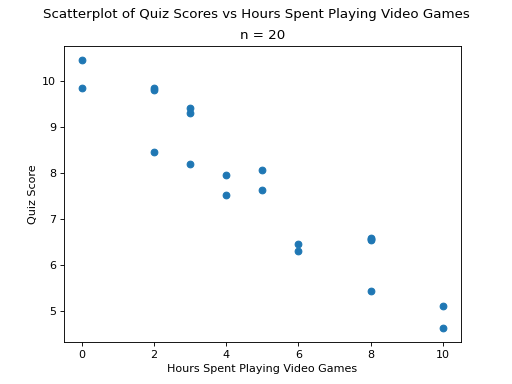 Scatterplot of Quiz Scores vs Hours Spent Playing Video Games
n = 20
10
9
8
7
6
5
Quiz Score
0 2 4 6 8 10
Hours Spent Playing Video Games